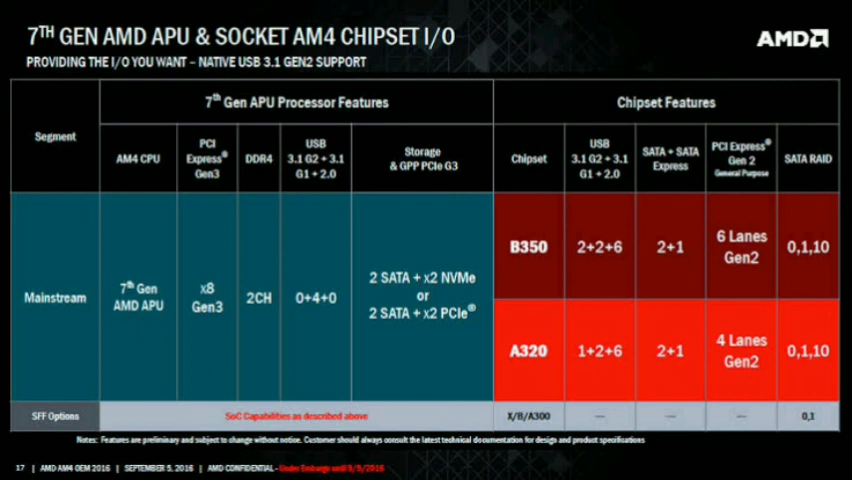 7TH GEN AMD APU & SOCKET AM4 CHIPSET I/O
AMD
PROVIDING THE I/O YOU WANT – NATIVE USB 3.1 GEN2 SUPPORT
Segment
7th Gen APU Processor Features
Chipset Features
AM4 CPU
PCI
Express®
Gen3
DDR4
USB
3.1 G2 + 3.1
G1 + 2.0
Storage
& GPP PCIe G3
Chipset
USB
3.1 G2 + 3.1
G1 + 2.0
SATA + SATA
Express
PCI Express®
Gen 2
General Purpose
SATA RAID
Mainstream
7th Gen
AMD APU
x8
Gen3
2CH
0+4+0
2 SATA + x2 NVMe
or
2 SATA + x2 PCIe®
B350
2+2+6
2+1
6 Lanes
Gen2
0,1,10
A320
1+2+6
2+1
4 Lanes
Gen2
0,1,10
SFF Options
SoC Capabilities as described above
X/B/A300
—
—
—
0,1
Notes: Features are preliminary and subject to change without notice. Customer should always consult the latest technical documentation for design and product specifications
17 | AMD AM4 OEM 2016 | SEPTEMBER 5, 2016 | AMD CONFIDENTIAL - Under Embargo until 9/5/2016